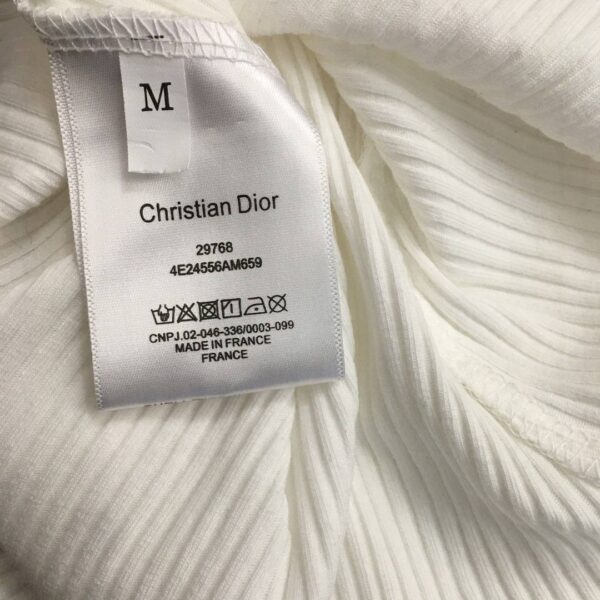 M
Christian Dior
29768
4E24556AM659
CNPJ.02-046-336/0003-099
MADE IN FRANCE
FRANCE